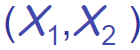 (X₁,X₂ )